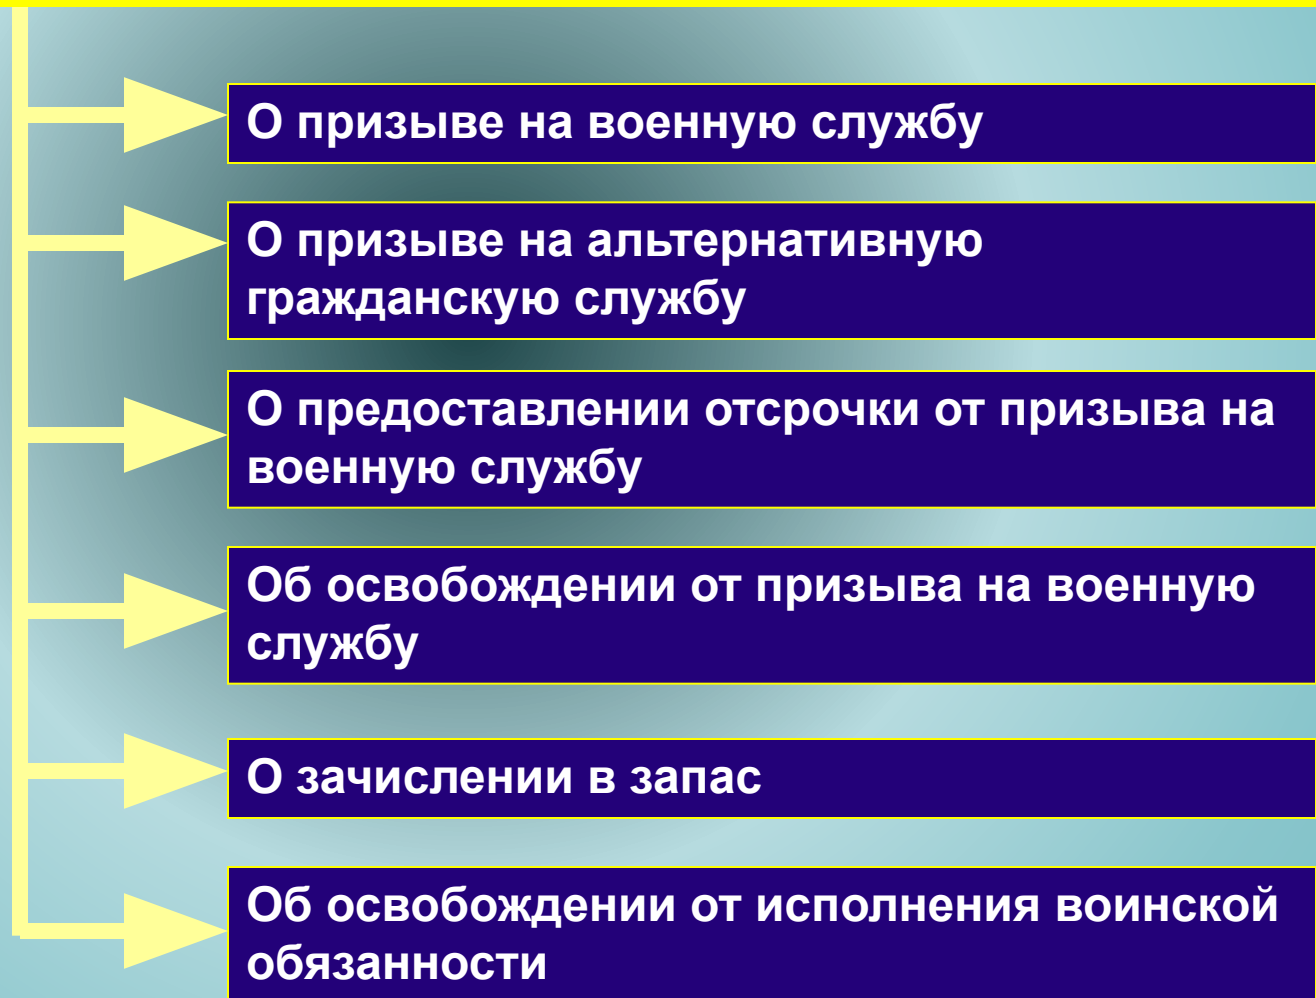 О призыве на военную службу
О призыве на альтернативную
гражданскую службу
О предоставлении отсрочки от призыва на
военную службу
Об освобождении от призыва на военную
службу
О зачислении в запас
Об освобождении от исполнения воинской
обязанности